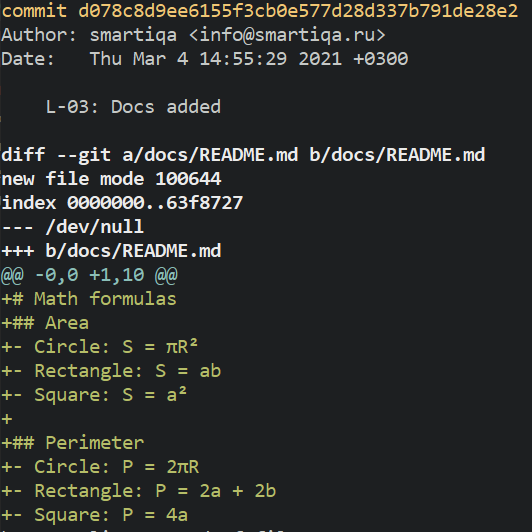 commit d078c8d9ee6155f3cb0e577d28d337b791de28e2
Author: smartiqa <info@smartiqa.ru>
Date:   Thu Mar 4 14:55:29 2021 +0300
L-03: Docs added
diff --git a/docs/README.md b/docs/README.md
new file mode 100644
index 0000000..63f8727
--- /dev/null
+++ b/docs/README.md
@@ -0,0 +1,10 @@
+# Math formulas
+## Area
+- Circle: S = πR²
+- Rectangle: S = ab
+- Square: S = a²
+
+## Perimeter
+- Circle: P = 2πR
+- Rectangle: P = 2a + 2b
+- Square: P = 4a